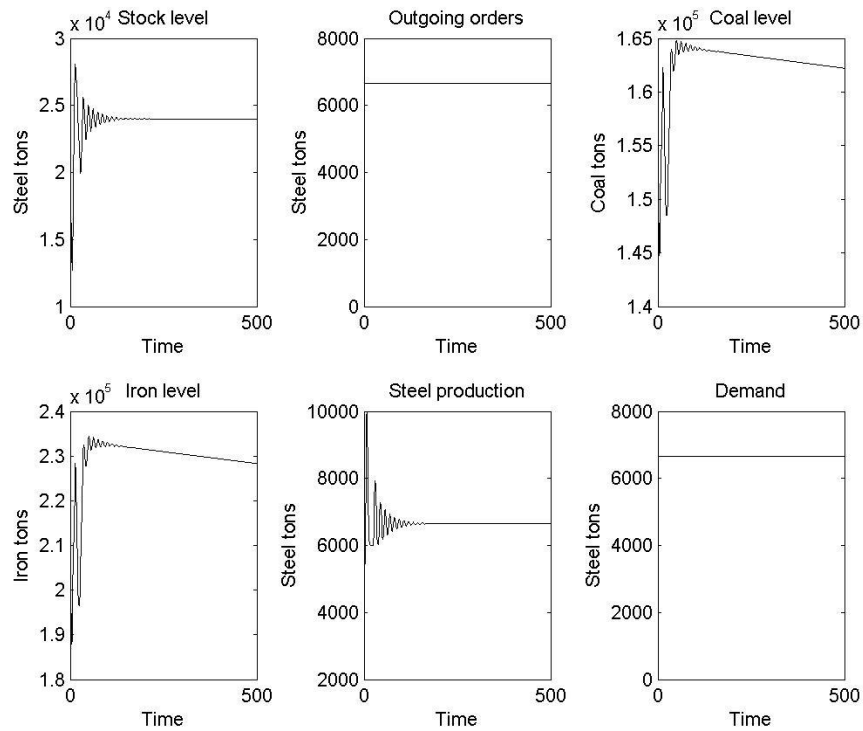 Stock level
x 10^4
3
2.5
2
1.5
1
0
500
Steel tons
Time
Outgoing orders
8000
6000
4000
2000
0
0
500
Steel tons
Time
Coal level
x 10^5
1.65
1.6
1.55
1.5
1.45
1.4
0
500
Coal tons
Time
Iron level
x 10^5
2.4
2.3
2.2
2.1
2
1.9
1.8
0
500
Iron tons
Time
Steel production
10000
8000
6000
4000
2000
0
500
Steel tons
Time
Demand
8000
6000
4000
2000
0
0
500
Steel tons
Time